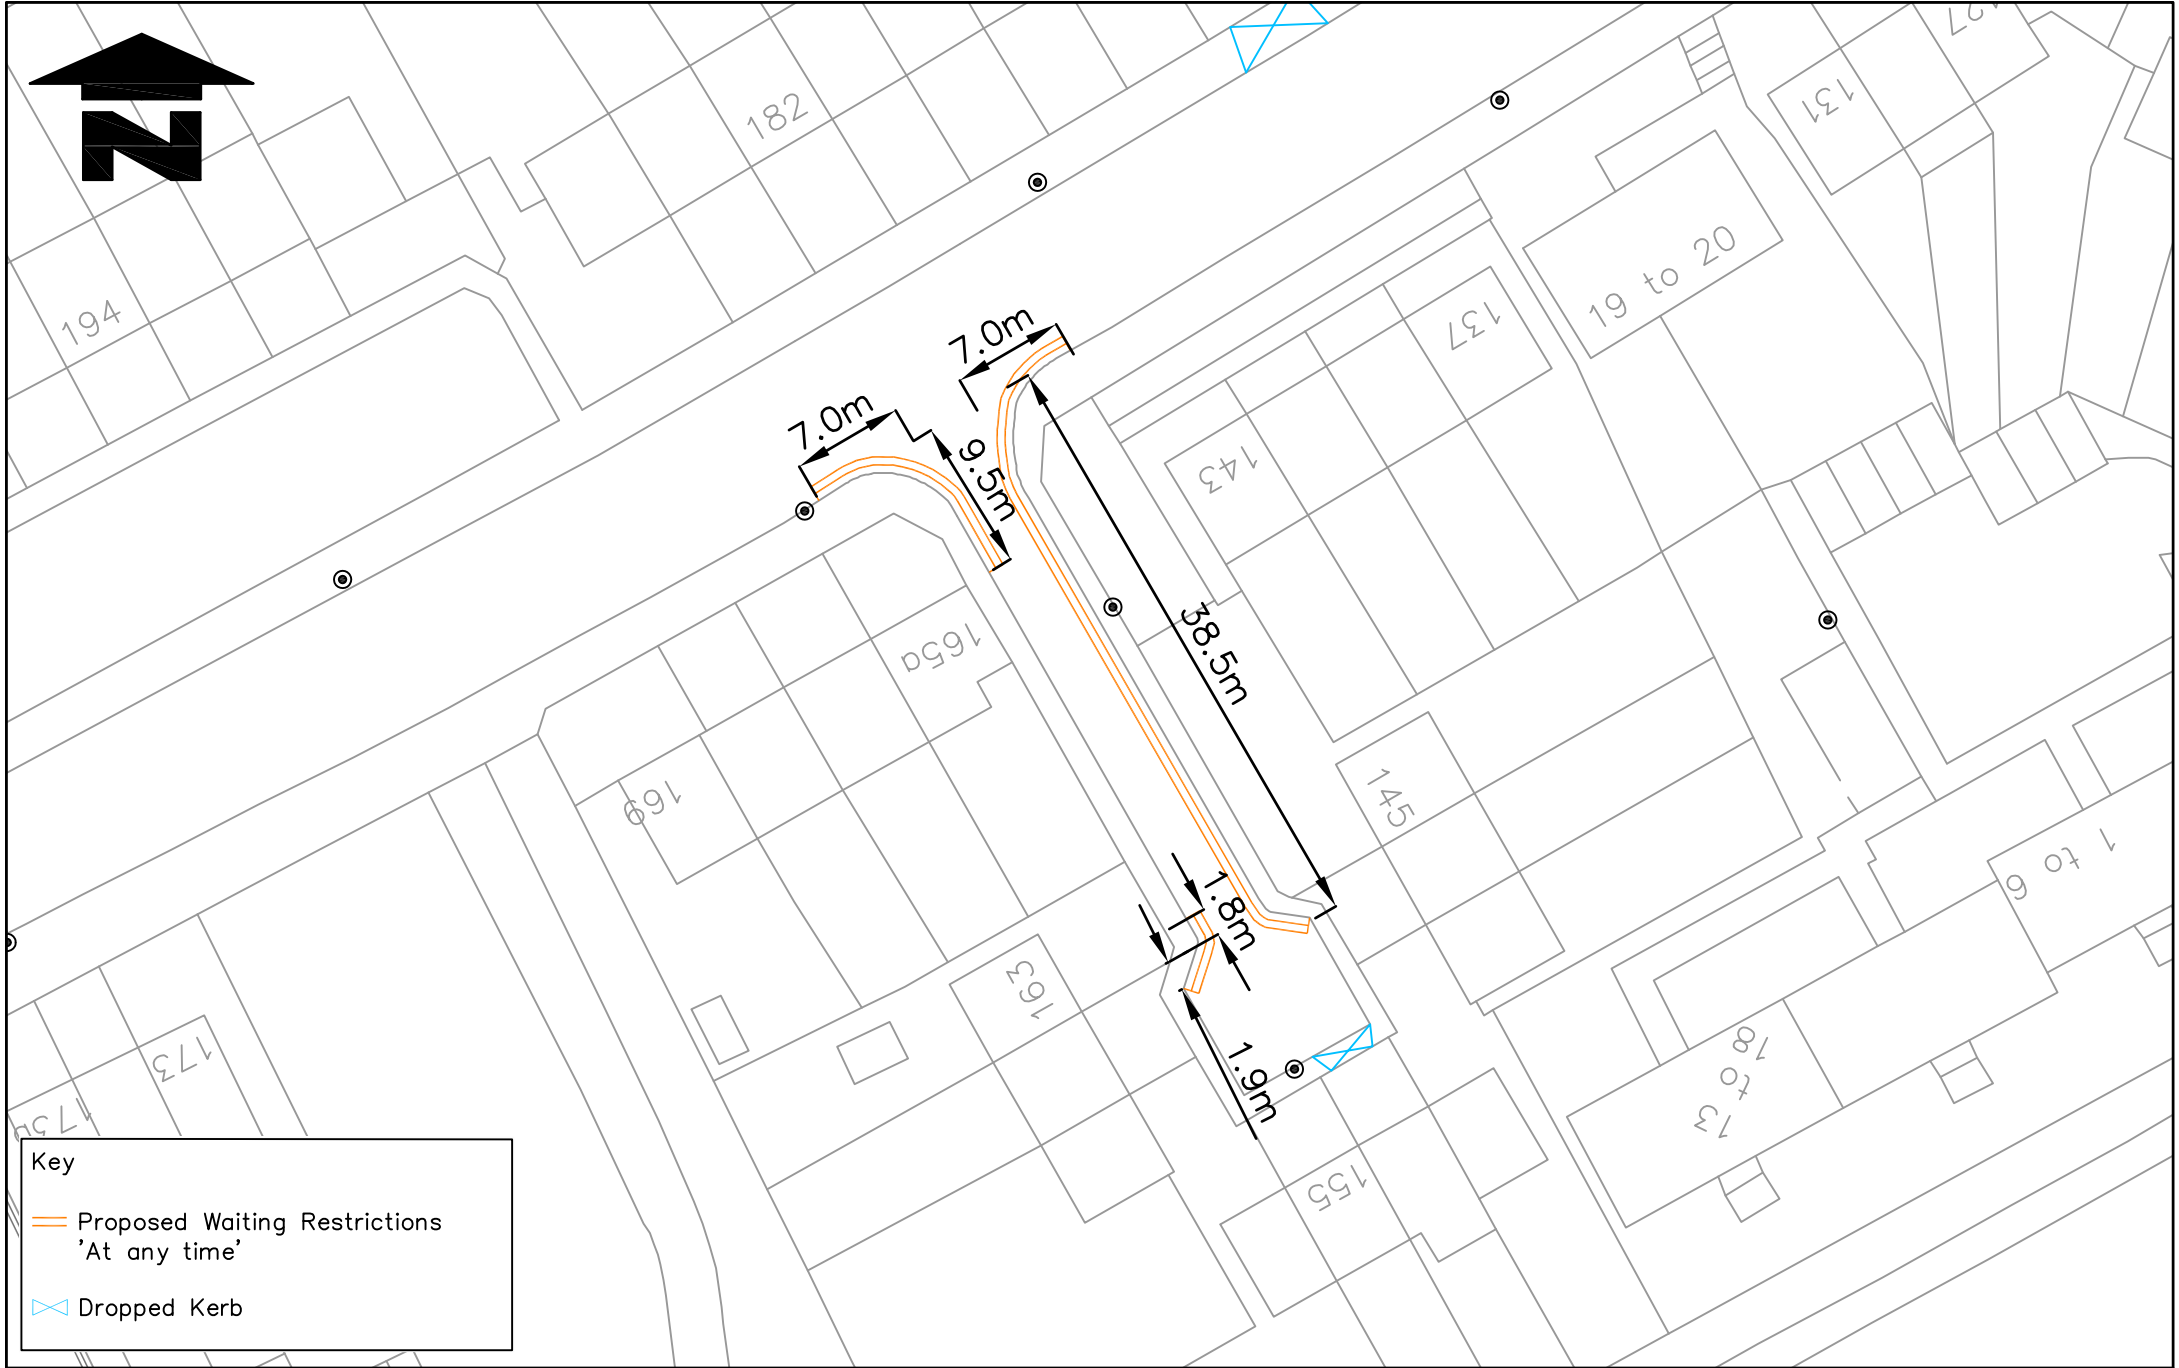 N
127
131
182
19 to 20
194
7.0m
137
7.0m
9.5m
143
38.5m
165a
169
145
1 to 6
1.8m
163
173
13 to 18
1.9m
155
Key
Proposed Waiting Restrictions
'At any time'
Dropped Kerb